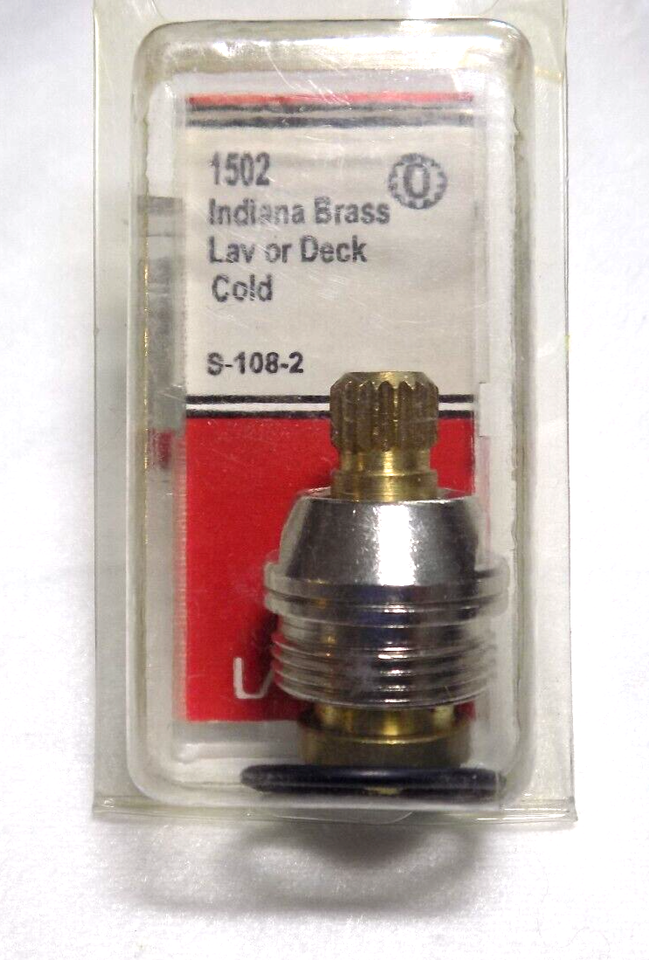 1502
O
Indiana Brass
Lav or Deck
Cold
S-108-2